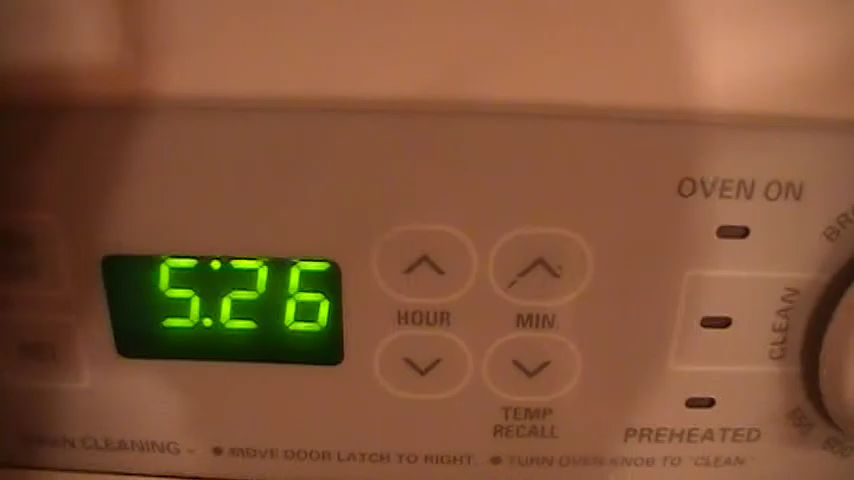 OVEN ON
5:26
HOUR
MIN.
CLEAN
TEMP
RECALL
PREHEATED
CLEANING - • MOVE DOOR LATCH TO RIGHT. • TURN OVEN KNOB TO "CLEAN"